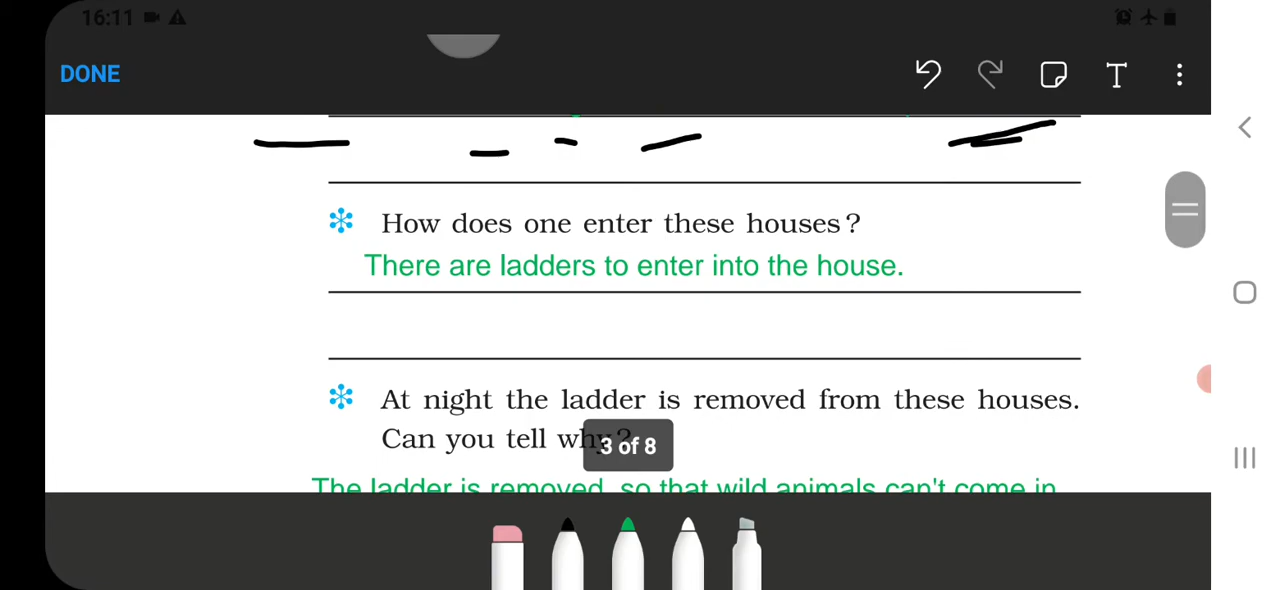 16:11
DONE
T
How does one enter these houses?
There are ladders to enter into the house.
At night the ladder is removed from these houses.
Can you tell why?
3 of 8
The ladder is removed, so that wild animals can't come in